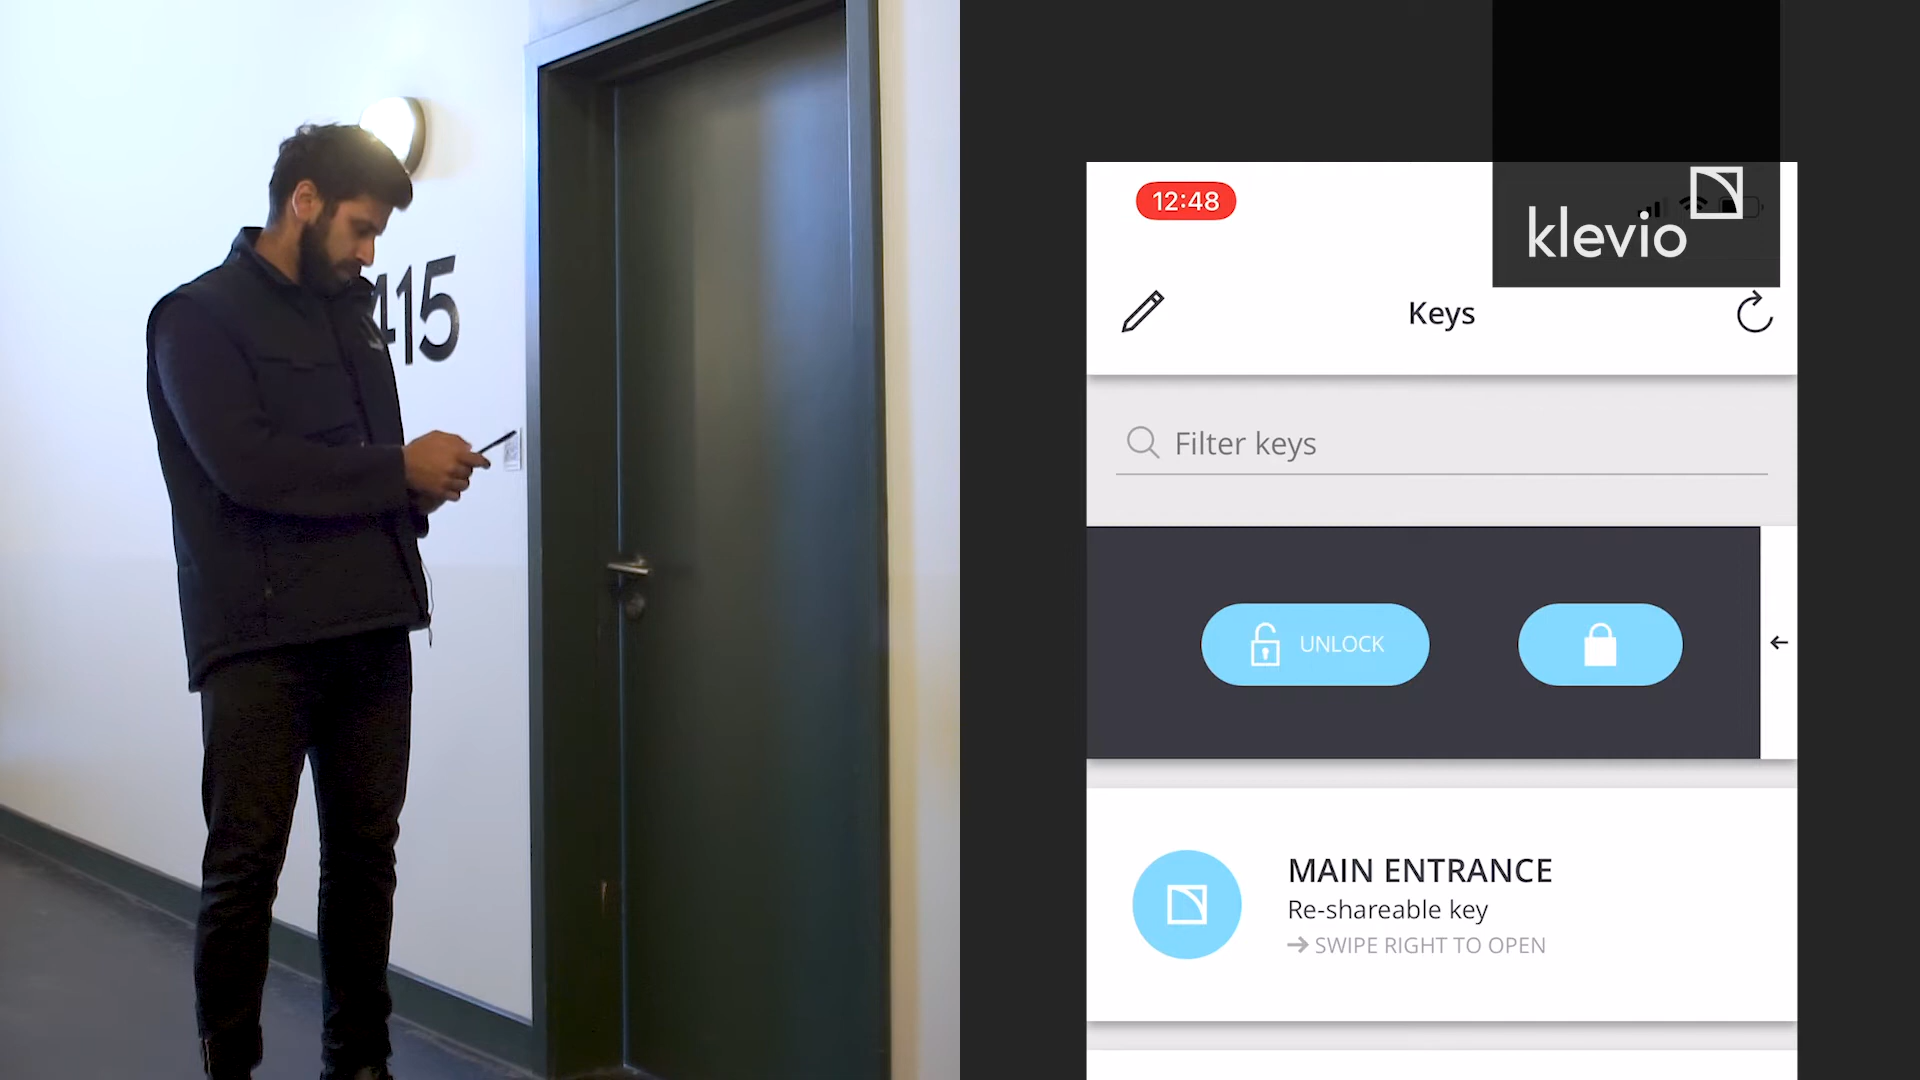 415
12:48
klevio
Keys
Filter keys
UNLOCK
MAIN ENTRANCE
Re-shareable key
→ SWIPE RIGHT TO OPEN